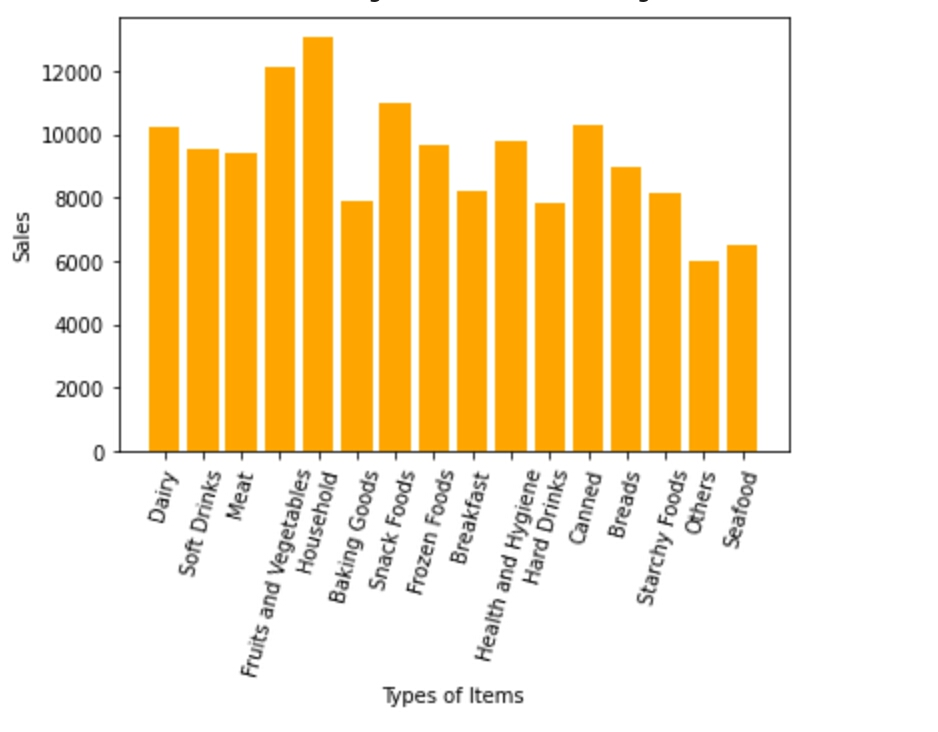 12000
10000
8000
6000
4000
2000
0
Sales
Dairy
Soft Drinks
Meat
Fruits and Vegetables
Household
Baking Goods
Snack Foods
Frozen Foods
Breakfast
Health and Hygiene
Hard Drinks
Canned
Breads
Starchy Foods
Others
Seafood
Types of Items